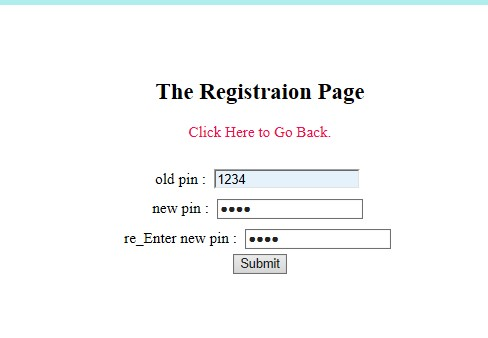 The Registraion Page
Click Here to Go Back.
old pin : 1234
new pin : ••••
re_Enter new pin : ••••
Submit